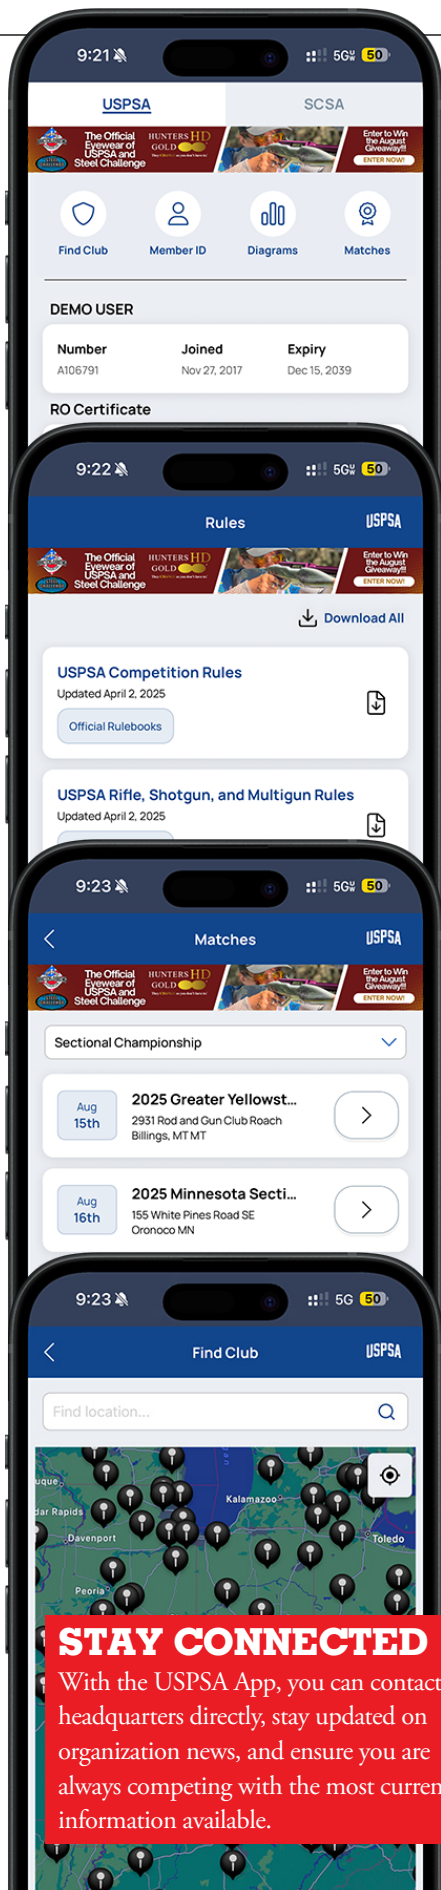 9:21
5G
50
USPSA
SCSA
The Official
Eyewear of
USPSA and
Steel Challenge
HUNTERS HD
GOLD
Enter to Win
the August
Giveaway!!!
ENTER NOW!
Find Club
Member ID
Diagrams
Matches
DEMO USER
Number
Joined
Expiry
A106791
Nov 27, 2017
Dec 15, 2039
RO Certificate
9:22
5G
50
Rules
USPSA
The Official
Eyewear of
USPSA and
Steel Challenge
HUNTERS HD
GOLD
Enter to Win
the August
Giveaway!!!
ENTER NOW!
Download All
USPSA Competition Rules
Updated April 2, 2025
Official Rulebooks
USPSA Rifle, Shotgun, and Multigun Rules
Updated April 2, 2025
9:23
5G
50
Matches
USPSA
The Official
Eyewear of
USPSA and
Steel Challenge
HUNTERS HD
GOLD
Enter to Win
the August
Giveaway!!!
ENTER NOW!
Sectional Championship
Aug
15th
2025 Greater Yellowst...
2931 Rod and Gun Club Roach
Billings, MT MT
Aug
16th
2025 Minnesota Secti...
155 White Pines Road SE
Oronoco MN
9:23
5G
50
Find Club
USPSA
Find location...
uque
gan
Kalamazoo
dar Rapids
Davenport
Toledo
Peoria
STAY CONNECTED
With the USPSA App, you can contact
headquarters directly, stay updated on
organization news, and ensure you are
always competing with the most curren
information available.